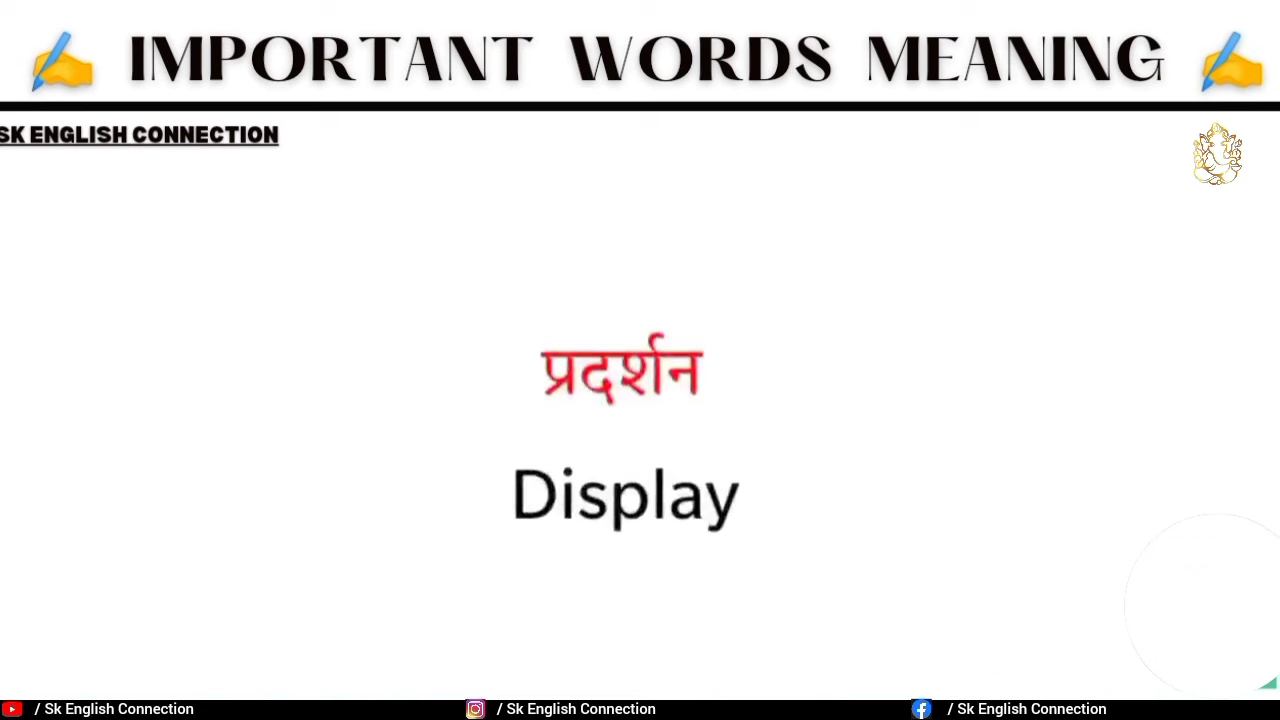 ✍️ IMPORTANT WORDS MEANING ✍️
SK ENGLISH CONNECTION
प्रदर्शन
Display
/ Sk English Connection
/ Sk English Connection
/ Sk English Connection